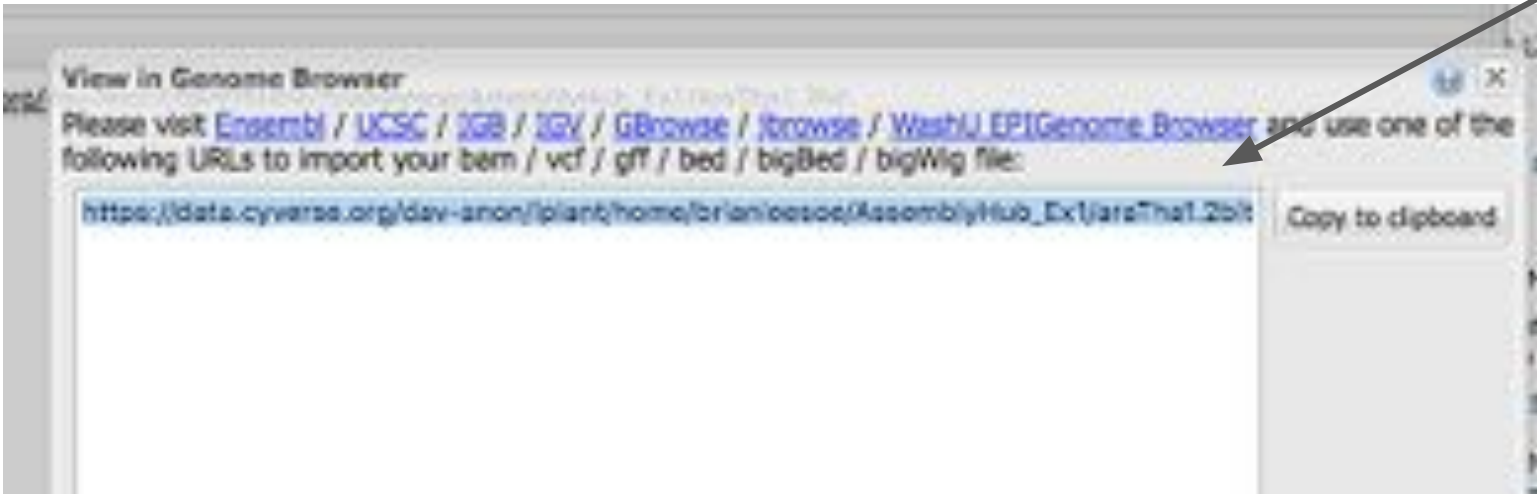 View in Genome Browser
Please visit Ensembl / UCSC / IGB / IGV / GBrowse / Jbrowse / WashU EPIGenome Browser and use one of the
following URLs to import your bam / vcf / gff / bed / bigBed / bigWig file:
https://data.cyverse.org/dav-anon/iplant/home/brianleesoe/AssemblyHub_Ex1/araTha1.2bit
Copy to clipboard